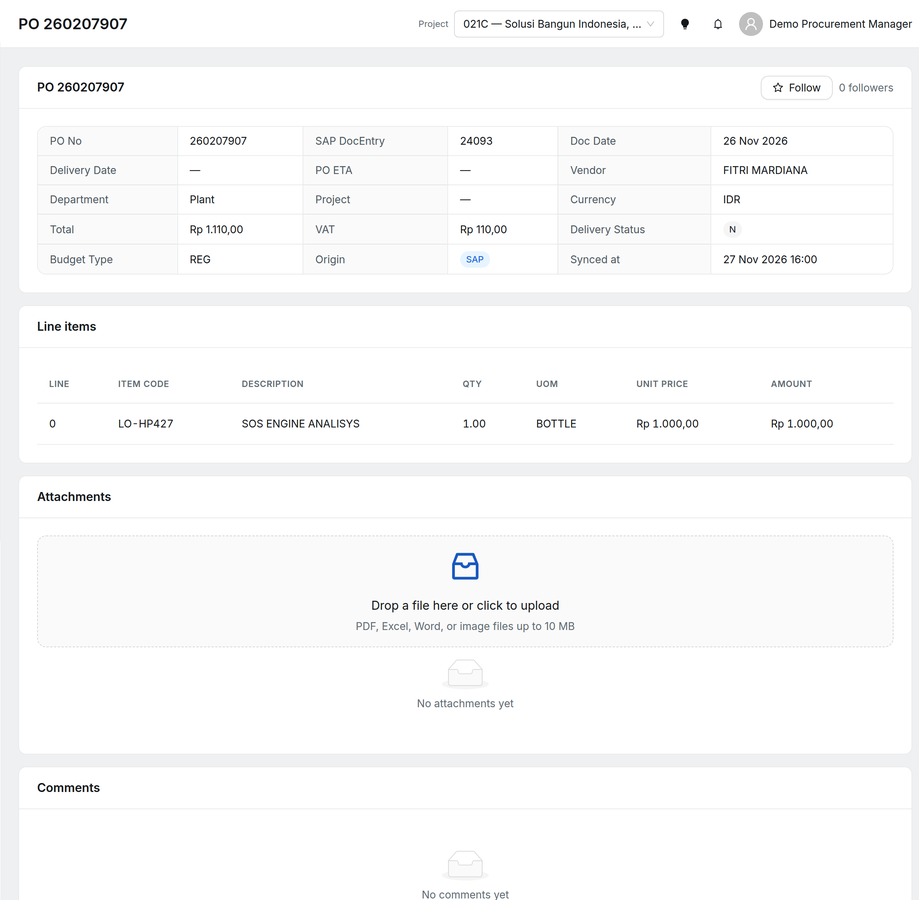 PO 260207907
Project 021C — Solusi Bangun Indonesia, ... Demo Procurement Manager
PO 260207907
Follow 0 followers
PO No 260207907 SAP DocEntry 24093 Doc Date 26 Nov 2026
Delivery Date — PO ETA — Vendor FITRI MARDIANA
Department Plant Project — Currency IDR
Total Rp 1.110,00 VAT Rp 110,00 Delivery Status N
Budget Type REG Origin SAP Synced at 27 Nov 2026 16:00
Line items
LINE ITEM CODE DESCRIPTION QTY UOM UNIT PRICE AMOUNT
0 LO-HP427 SOS ENGINE ANALISYS 1.00 BOTTLE Rp 1.000,00 Rp 1.000,00
Attachments
Drop a file here or click to upload
PDF, Excel, Word, or image files up to 10 MB
No attachments yet
Comments
No comments yet